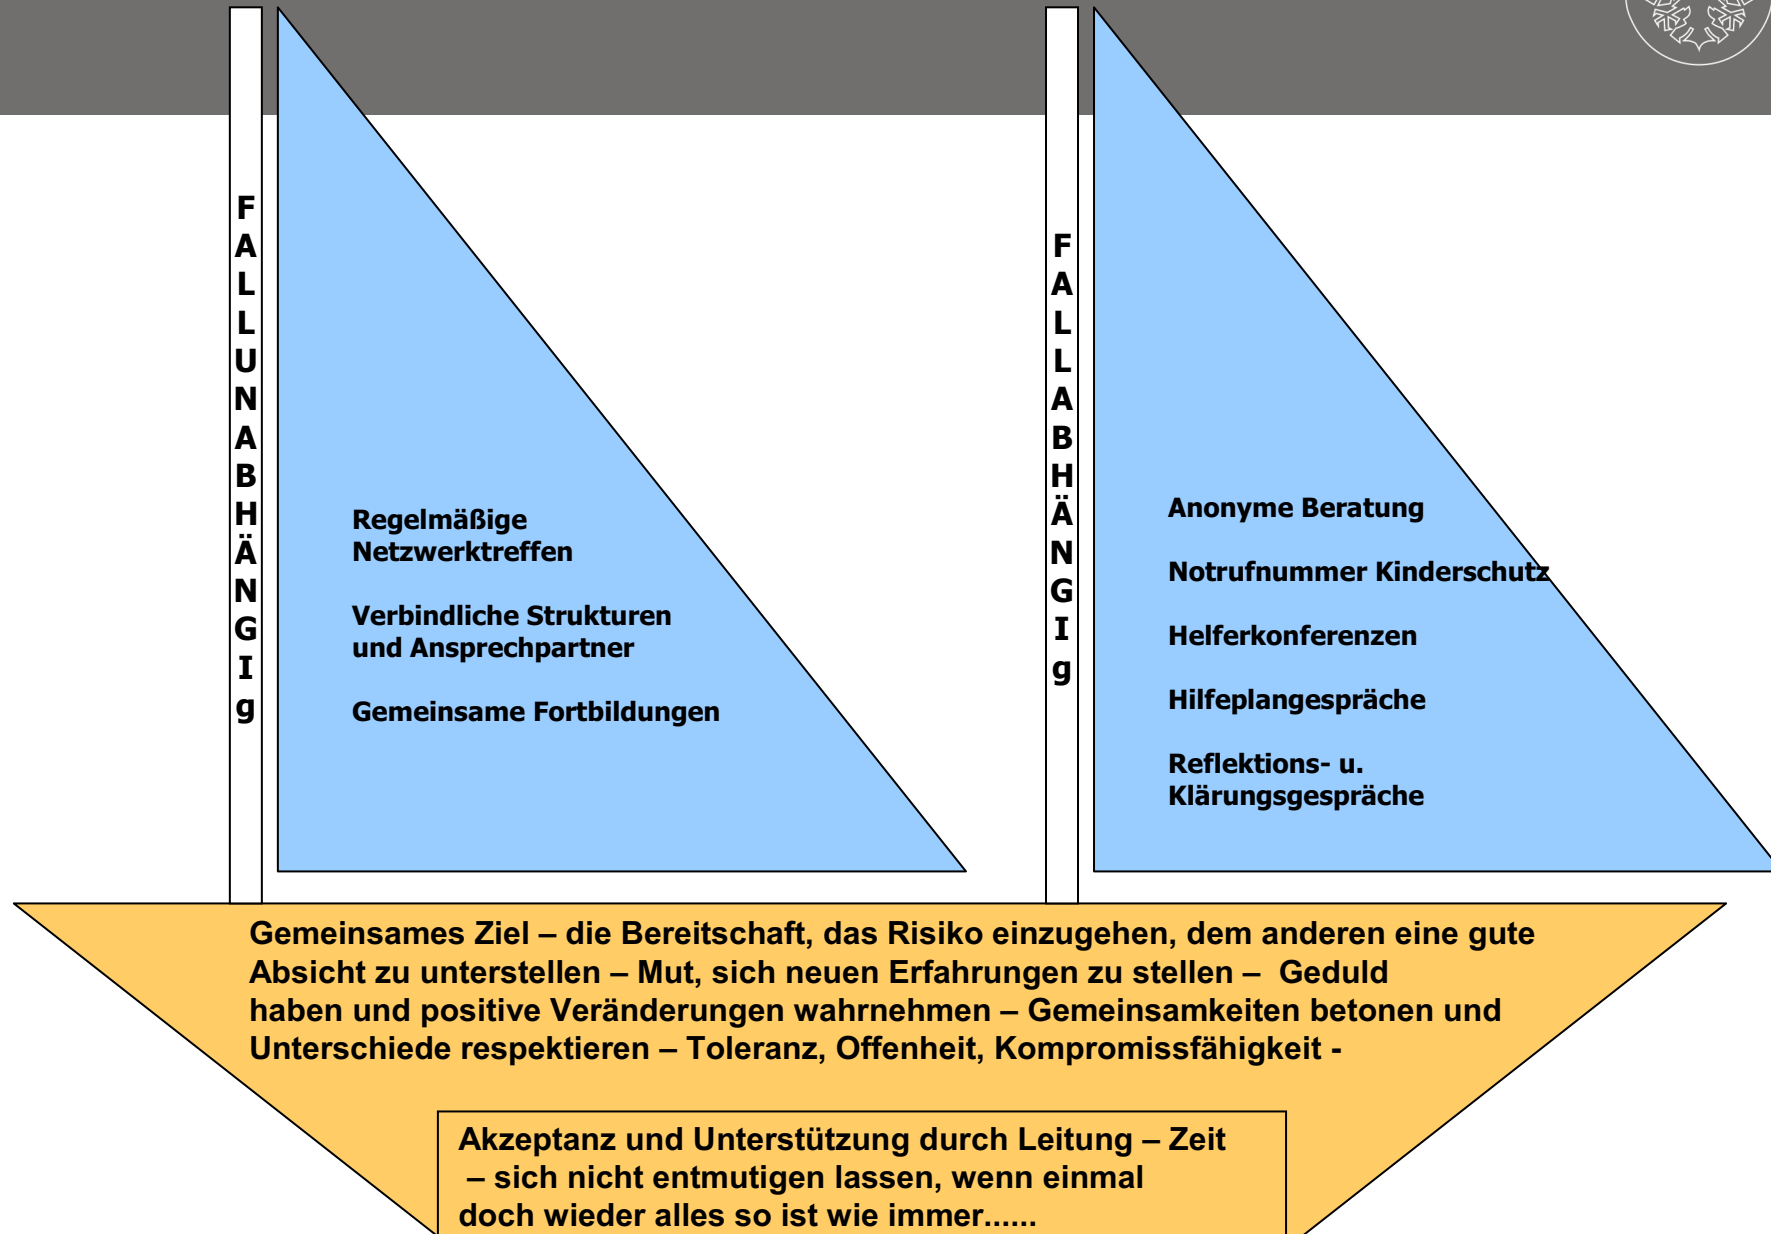 FALLUNABHÄNGIg
Regelmäßige
Netzwerktreffen
Verbindliche Strukturen
und Ansprechpartner
Gemeinsame Fortbildungen
FALLABHÄNGIg
Anonyme Beratung
Notrufnummer Kinderschutz
Helferkonferenzen
Hilfeplangespräche
Reflektions- u.
Klärungsgespräche
Gemeinsames Ziel – die Bereitschaft, das Risiko einzugehen, dem anderen eine gute
Absicht zu unterstellen – Mut, sich neuen Erfahrungen zu stellen – Geduld
haben und positive Veränderungen wahrnehmen – Gemeinsamkeiten betonen und
Unterschiede respektieren – Toleranz, Offenheit, Kompromissfähigkeit -
Akzeptanz und Unterstützung durch Leitung – Zeit
– sich nicht entmutigen lassen, wenn einmal
doch wieder alles so ist wie immer......